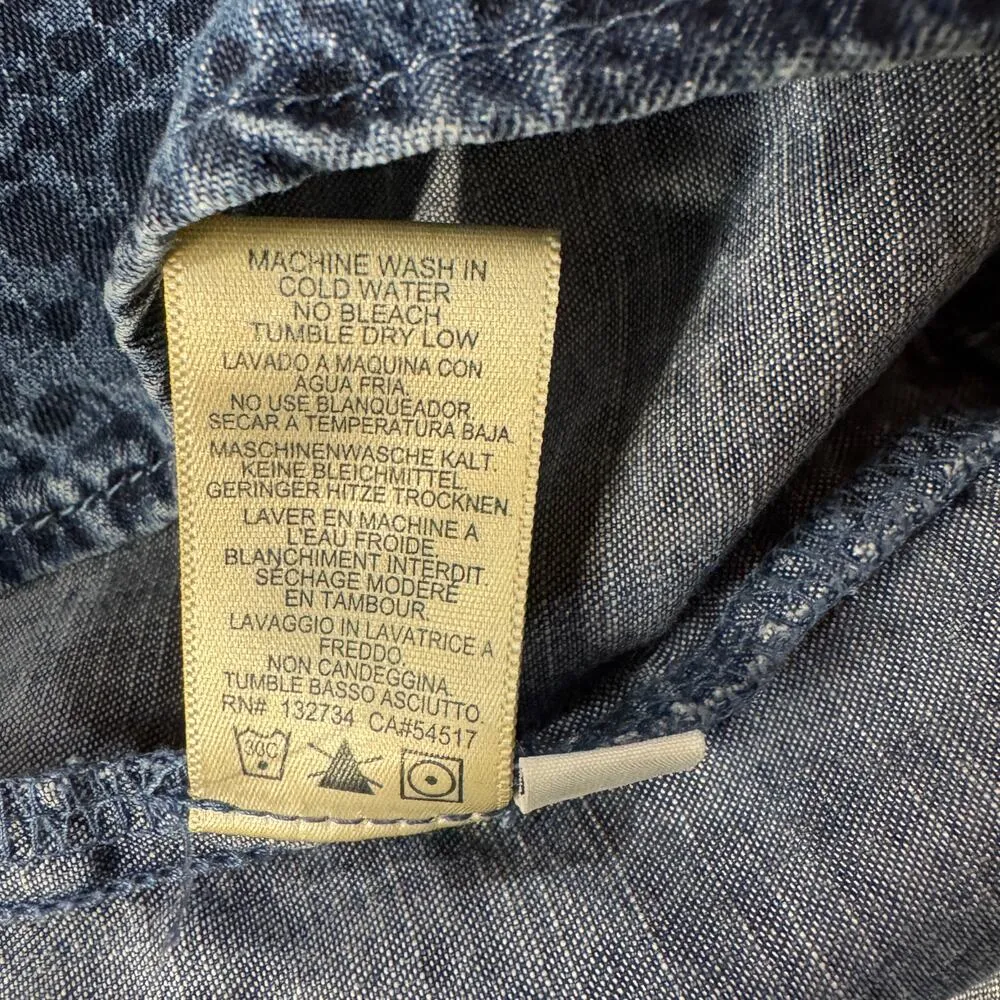 MACHINE WASH IN
COLD WATER
NO BLEACH
TUMBLE DRY LOW
LAVADO A MAQUINA CON
AGUA FRIA.
NO USE BLANQUEADOR
SECAR A TEMPERATURA BAJA.
MASCHINENWASCHE KALT.
KEINE BLEICHMITTEL.
GERINGER HITZE TROCKNEN
LAVER EN MACHINE A
L'EAU FROIDE.
BLANCHIMENT INTERDIT
SÉCHAGE MODÉRÉ
EN TAMBOUR.
LAVAGGIO IN LAVATRICE A
FREDDO.
NON CANDEGGINA.
TUMBLE BASSO ASCIUTTO.
RN# 132734 CA#54517
30C